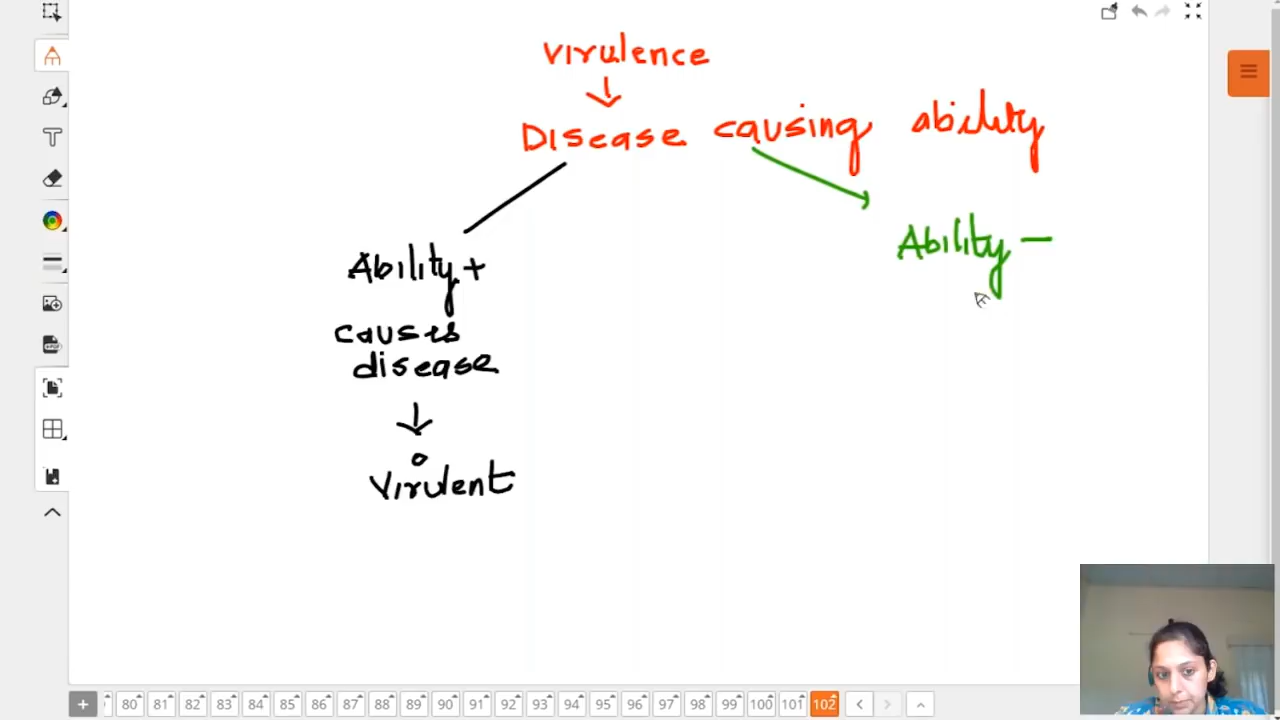 virulence
Disease causing ability
Ability +
Ability -
causes
disease
Virulent
80 81 82 83 84 85 86 87 88 89 90 91 92 93 94 95 96 97 98 99 100 101 102